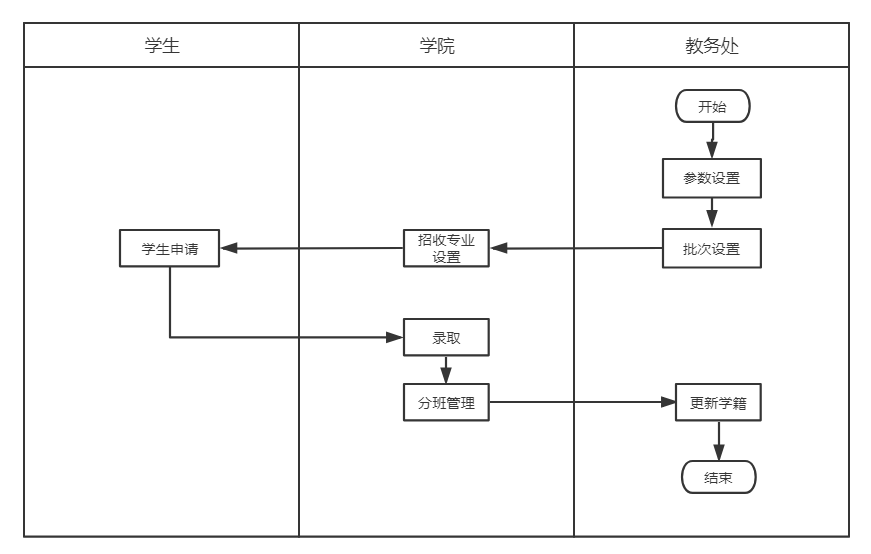 学生
学院
教务处
开始
参数设置
批次设置
招收专业
设置
学生申请
录取
分班管理
更新学籍
结束